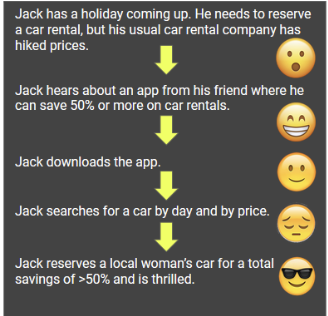 Jack has a holiday coming up. He needs to reserve
a car rental, but his usual car rental company has
hiked prices.
Jack hears about an app from his friend where he
can save 50% or more on car rentals.
Jack downloads the app.
Jack searches for a car by day and by price.
Jack reserves a local woman's car for a total
savings of >50% and is thrilled.